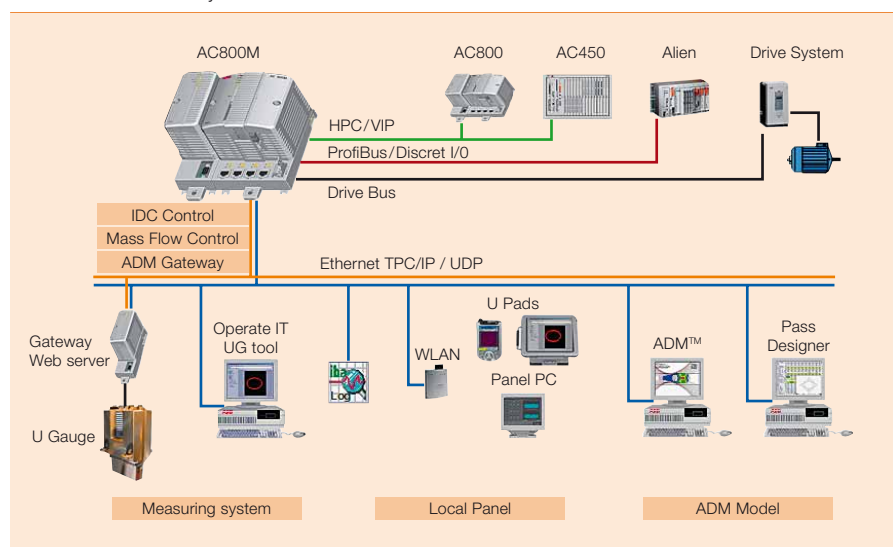 AC800M
AC800
AC450
Alien
Drive System
HPC/VIP
ProfiBus/Discret I/0
Drive Bus
IDC Control
Mass Flow Control
ADM Gateway
Ethernet TPC/IP / UDP
Gateway
Web server
Operate IT
UG tool
U Pads
WLAN
Panel PC
ADM™
Pass
Designer
iba
Log
U Gauge
Measuring system
Local Panel
ADM Model